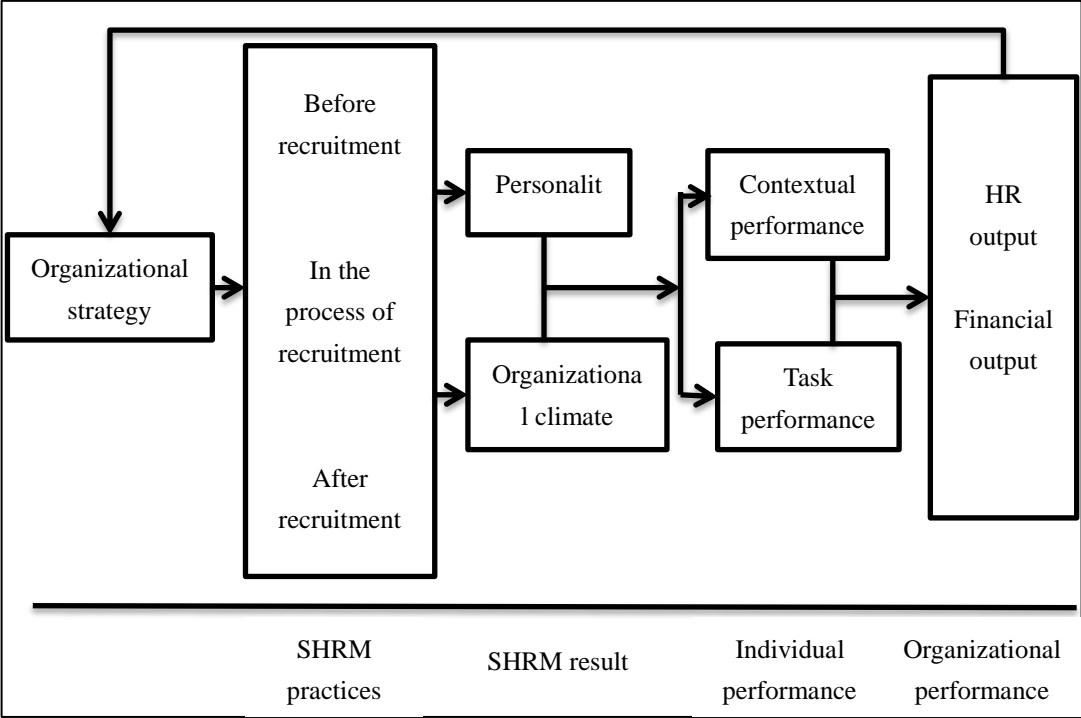 Organizational
strategy
Before
recruitment
In the
process of
recruitment
After
recruitment
Personalit
Organizationa
l climate
Contextual
performance
Task
performance
HR
output
Financial
output
SHRM
practices
SHRM result
Individual
performance
Organizational
performance